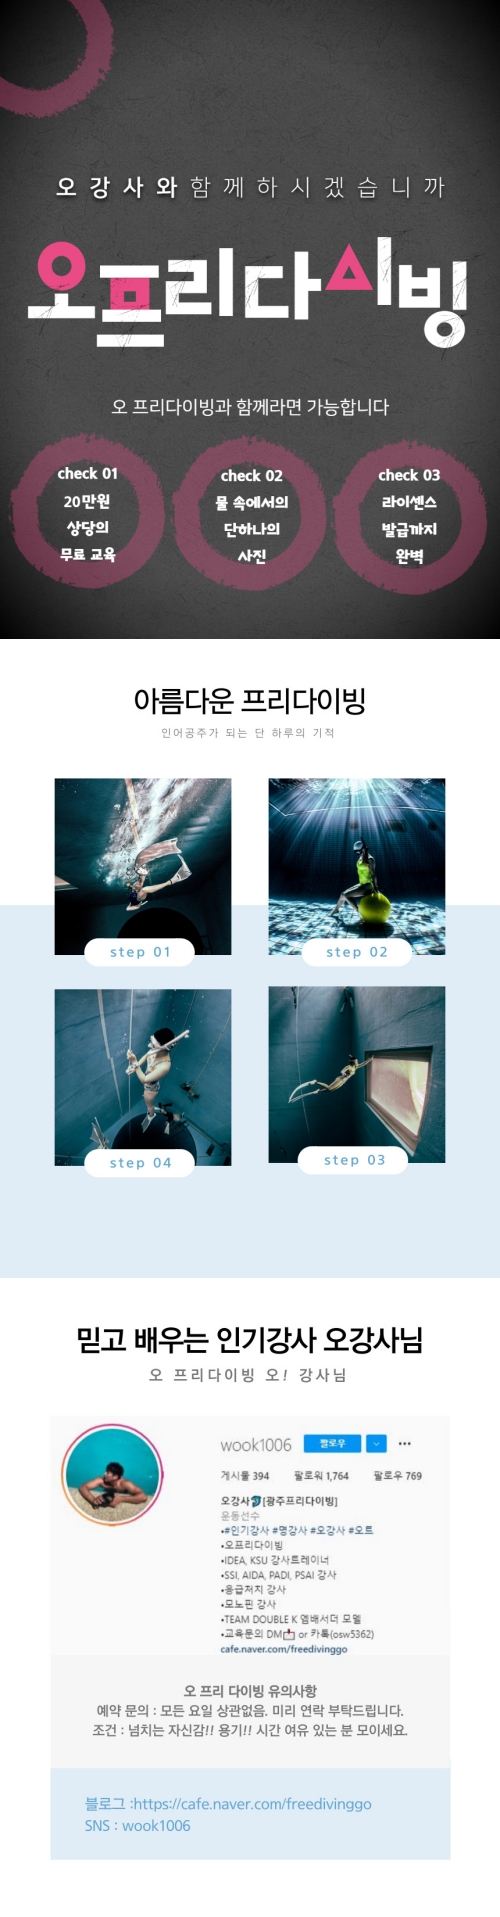 오강사와함께하시겠습니까
오프리다이빙
오 프리다이빙과 함께라면 가능합니다
check 01
20만원
상당의
무료 교육
check 02
물 속에서의
단하나의
사진
check 03
라이센스
발급까지
완벽
아름다운 프리다이빙
인어공주가 되는 단 하루의 기적
step 01
step 02
step 04
step 03
믿고 배우는 인기강사 오강사님
오 프리다이빙 오! 강사님
wook1006 팔로우
게시물 394 팔로워 1,764 팔로우 769
오강사[광주프리다이빙]
운동선수
•#인기강사 #명강사 #오강사 #오트
•오프리다이빙
•IDEA, KSU 강사트레이너
•SSI, AIDA, PADI, PSAI 강사
•응급처치 강사
•모노핀 강사
•TEAM DOUBLE K 엠배서더 모델
•교육문의 DM📩 or 카톡(osw5362)
cafe.naver.com/freedivinggo
오 프리 다이빙 유의사항
예약 문의 : 모든 요일 상관없음. 미리 연락 부탁드립니다.
조건 : 넘치는 자신감!! 용기!! 시간 여유 있는 분 모이세요.
블로그 :https://cafe.naver.com/freedivinggo
SNS : wook1006